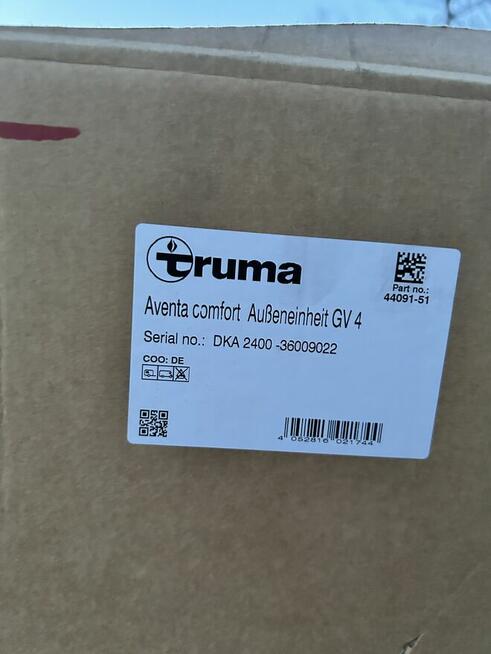 truma
Part no.:
44091-51
Aventa comfort Außeneinheit GV 4
Serial no.: DKA 2400 -36009022
COO: DE
4 052816 021744